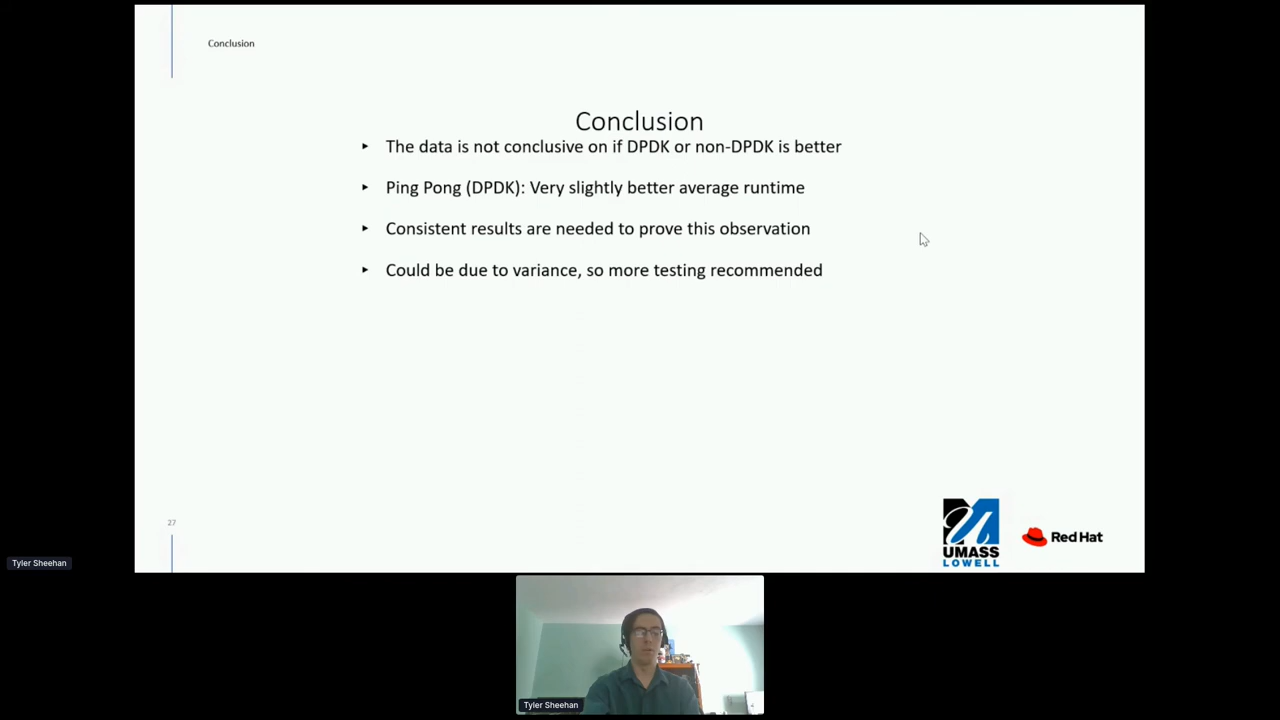 Conclusion
Conclusion
‣ The data is not conclusive on if DPDK or non-DPDK is better
‣ Ping Pong (DPDK): Very slightly better average runtime
‣ Consistent results are needed to prove this observation
‣ Could be due to variance, so more testing recommended
27
UMASS
LOWELL
Red Hat
Tyler Sheehan
Tyler Sheehan